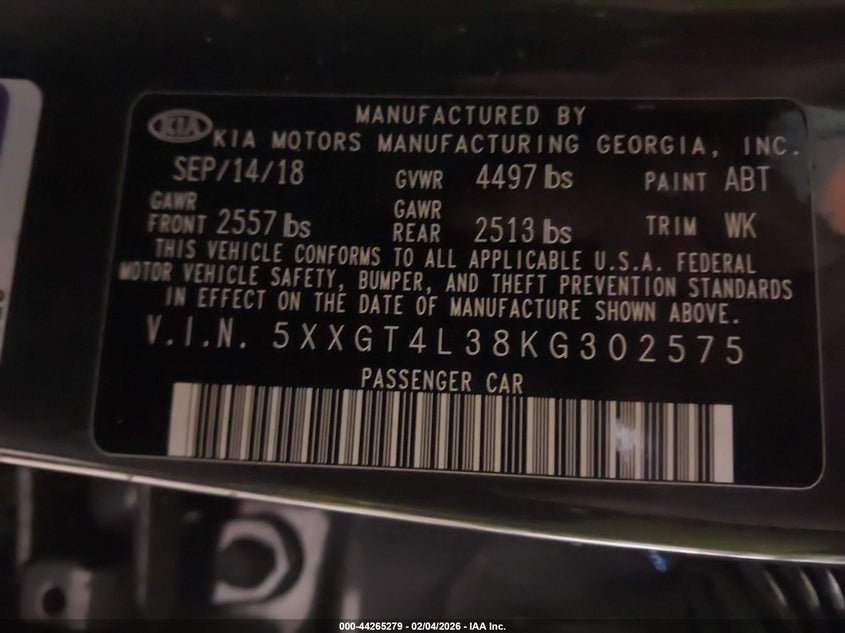 MANUFACTURED BY
KIA KIA MOTORS MANUFACTURING GEORGIA, INC.
SEP/14/18 GVWR 4497 lbs PAINT ABT
GAWR FRONT 2557 lbs GAWR REAR 2513 lbs TRIM WK
THIS VEHICLE CONFORMS TO ALL APPLICABLE U.S.A. FEDERAL
MOTOR VEHICLE SAFETY, BUMPER, AND THEFT PREVENTION STANDARDS
IN EFFECT ON THE DATE OF MANUFACTURE SHOWN ABOVE.
V.I.N. 5XXGT4L38KG302575
PASSENGER CAR
000-44265279 - 02/04/2026 - IAA Inc.